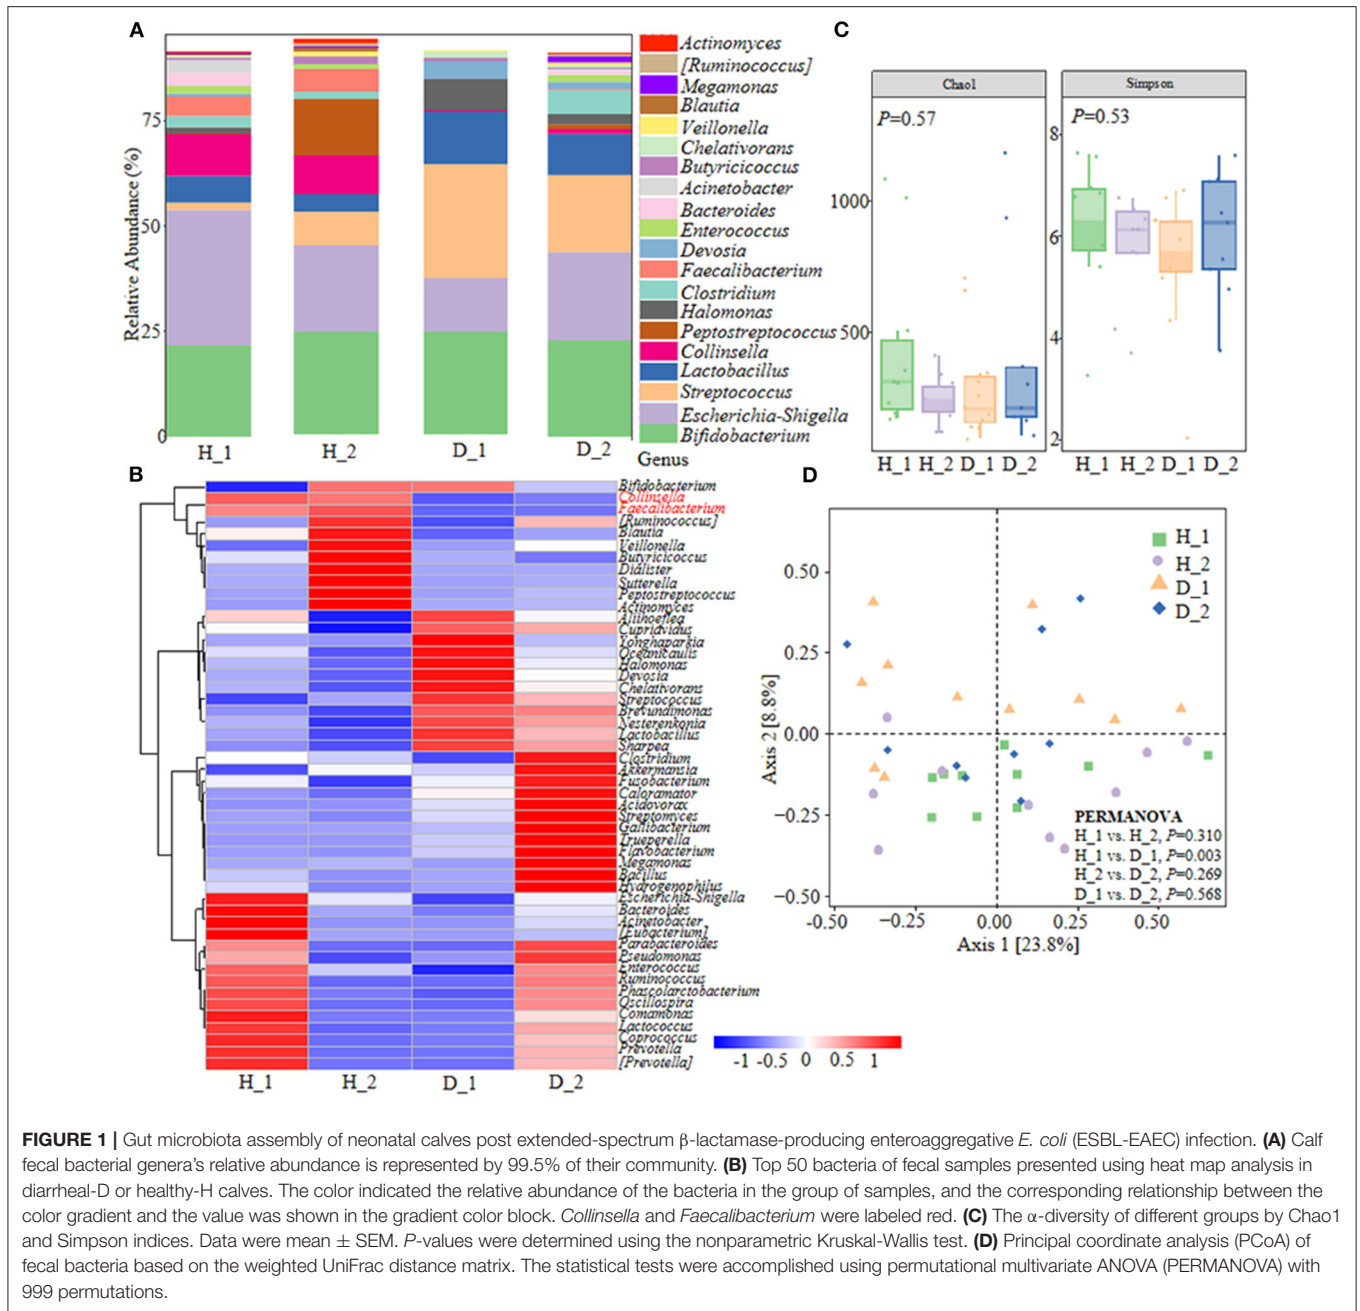 A
Relative Abundance (%)
75
50
25
0
H_1
H_2
D_1
D_2
Actinomyces
[Ruminococcus]
Megamonas
Blautia
Veillonella
Chelativorans
Butyricicoccus
Acinetobacter
Bacteroides
Enterococcus
Devosia
Faecalibacterium
Clostridium
Halomonas
Peptostreptococcus
Collinsella
Lactobacillus
Streptococcus
Escherichia-Shigella
Bifidobacterium
Genus
C
Chao1
P=0.57
1000
500
H_1
H_2
D_1
D_2
Simpson
P=0.53
8
6
4
2
H_1
H_2
D_1
D_2
B
Bifidobacterium
Collinsella
Faecalibacterium
[Ruminococcus]
Blautia
Veillonella
Butyricicoccus
Dialister
Sutterella
Peptostreptococcus
Actinomyces
Allihoeflea
Cupriavidus
Yonghaparkia
Oceanicaulis
Halomonas
Devosia
Chelativorans
Streptococcus
Brevundimonas
Nesterenkonia
Lactobacillus
Sharpea
Clostridium
Akkermansia
Fusobacterium
Caloramator
Acidovorax
Streptomyces
Gallibacterium
Trueperella
Flavobacterium
Megamonas
Bacillus
Hydrogenophilus
Escherichia-Shigella
Bacteroides
Acinetobacter
[Eubacterium]
Parabacteroides
Pseudomonas
Enterococcus
Ruminococcus
Phascolarctobacterium
Oscillospira
Comamonas
Lactococcus
Coprococcus
Prevotella
[Prevotella]
H_1
H_2
D_1
D_2
-1 -0.5 0 0.5 1
D
H_1
H_2
D_1
D_2
Axis 2 [8.8%]
0.50
0.25
0.00
−0.25
−0.50
PERMANOVA
H_1 vs. H_2, P=0.310
H_1 vs. D_1, P=0.003
H_2 vs. D_2, P=0.269
D_1 vs. D_2, P=0.568
-0.50 -0.25 0.00 0.25 0.50
Axis 1 [23.8%]
FIGURE 1 | Gut microbiota assembly of neonatal calves post extended-spectrum β-lactamase-producing enteroaggregative E. coli (ESBL-EAEC) infection. (A) Calf
fecal bacterial genera's relative abundance is represented by 99.5% of their community. (B) Top 50 bacteria of fecal samples presented using heat map analysis in
diarrheal-D or healthy-H calves. The color indicated the relative abundance of the bacteria in the group of samples, and the corresponding relationship between the
color gradient and the value was shown in the gradient color block. Collinsella and Faecalibacterium were labeled red. (C) The α-diversity of different groups by Chao1
and Simpson indices. Data were mean ± SEM. P-values were determined using the nonparametric Kruskal-Wallis test. (D) Principal coordinate analysis (PCoA) of
fecal bacteria based on the weighted UniFrac distance matrix. The statistical tests were accomplished using permutational multivariate ANOVA (PERMANOVA) with
999 permutations.